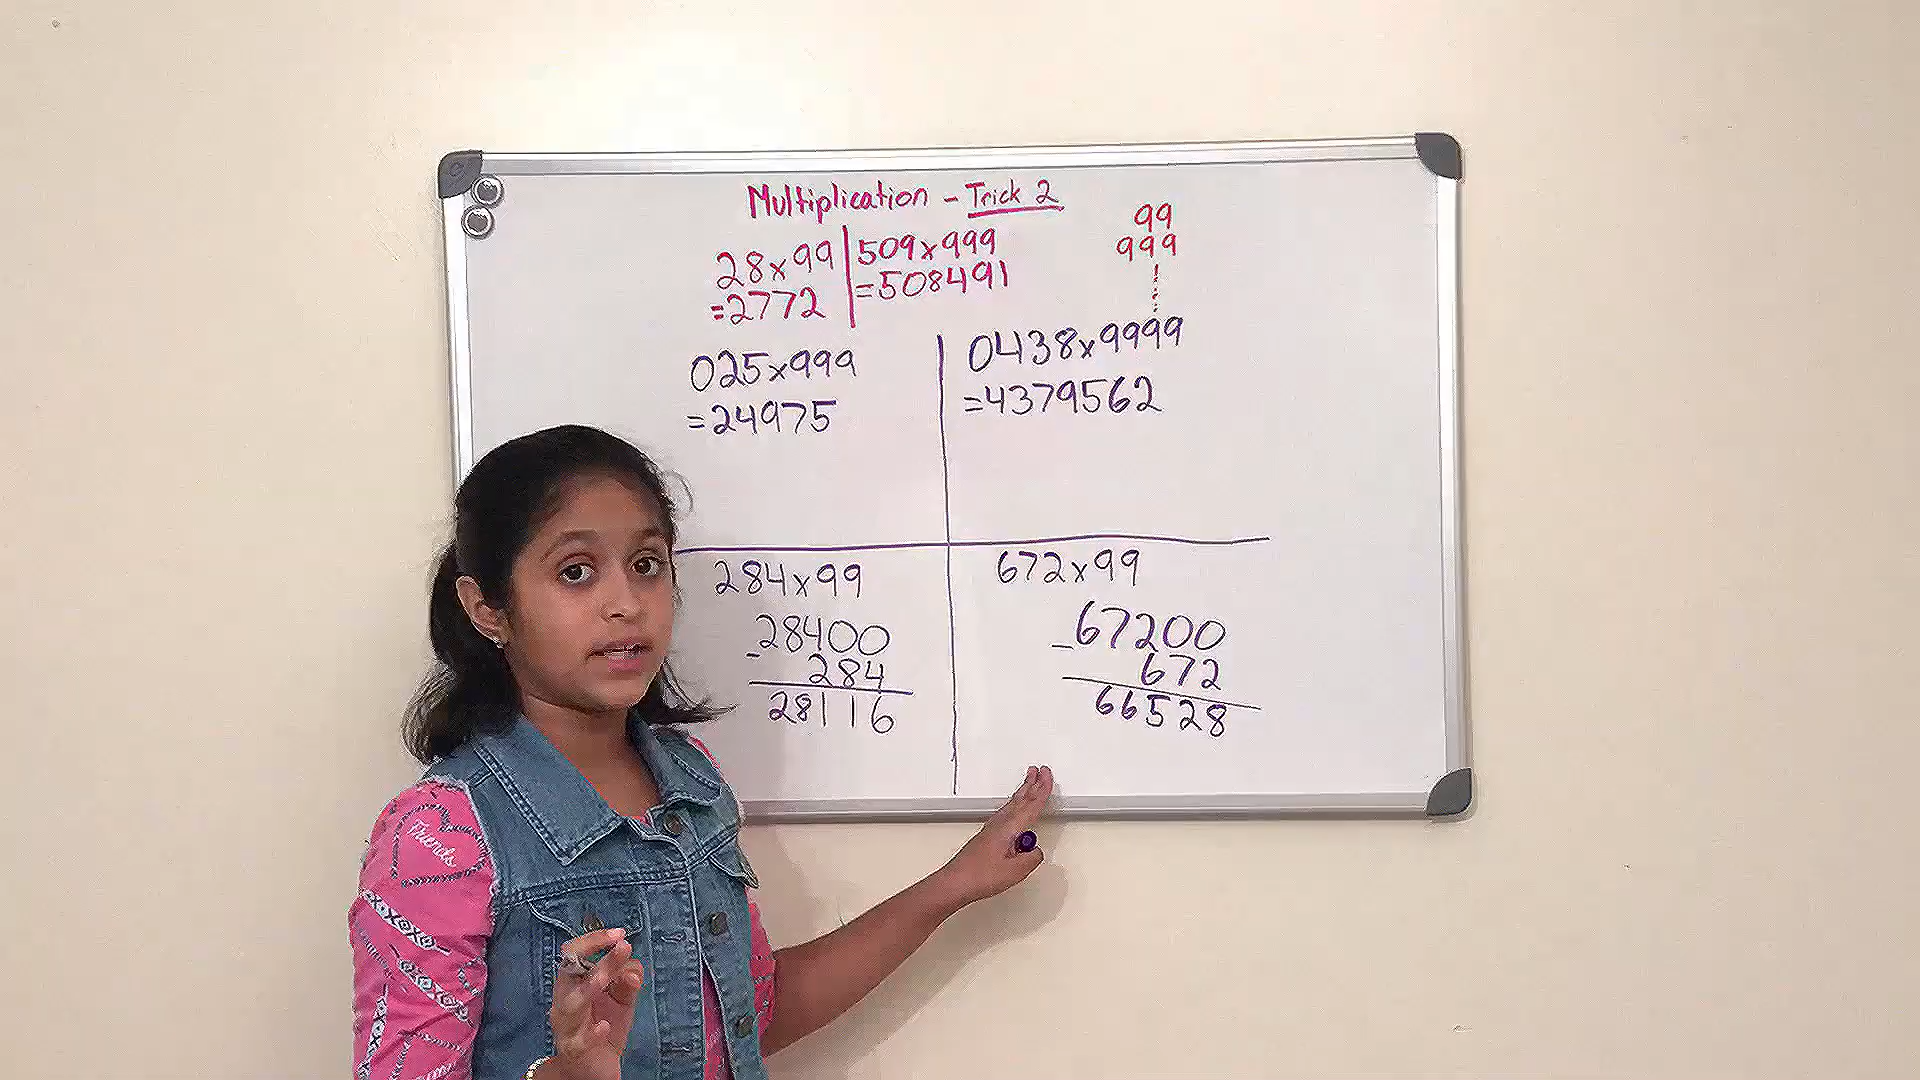 Multiplication - Trick 2
28x99
=2772
509x999
=508491
99
999
025x999
=24975
0438x9999
=4379562
284x99
28400
- 284
28116
672x99
67200
- 672
66528
Friends